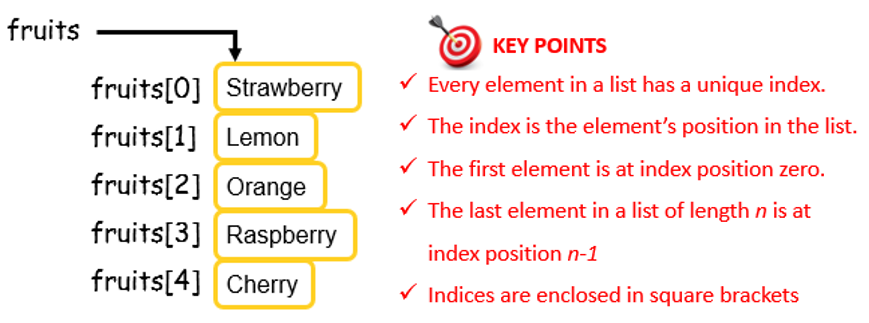 fruits
fruits[0] Strawberry
fruits[1] Lemon
fruits[2] Orange
fruits[3] Raspberry
fruits[4] Cherry
KEY POINTS
✓ Every element in a list has a unique index.
✓ The index is the element’s position in the list.
✓ The first element is at index position zero.
✓ The last element in a list of length n is at
index position n-1
✓ Indices are enclosed in square brackets